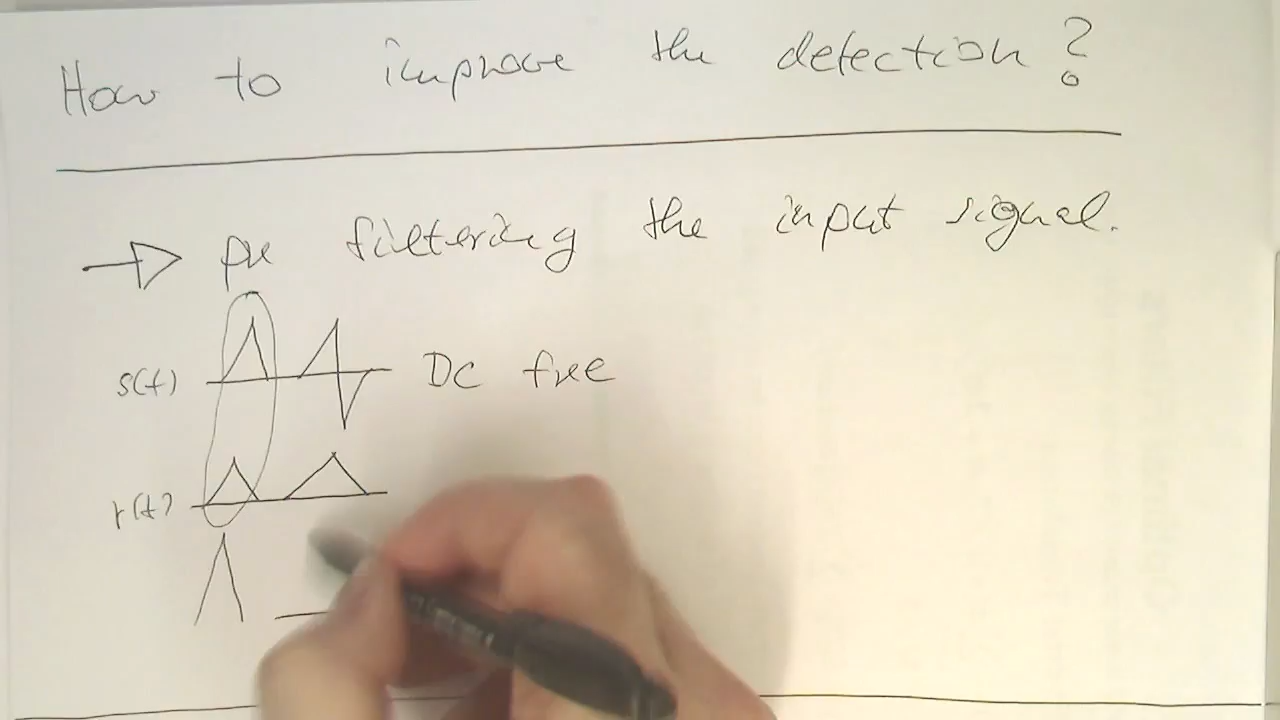 How to improve the detection?
pre filtering the input signal.
s(t) DC free
r(t)